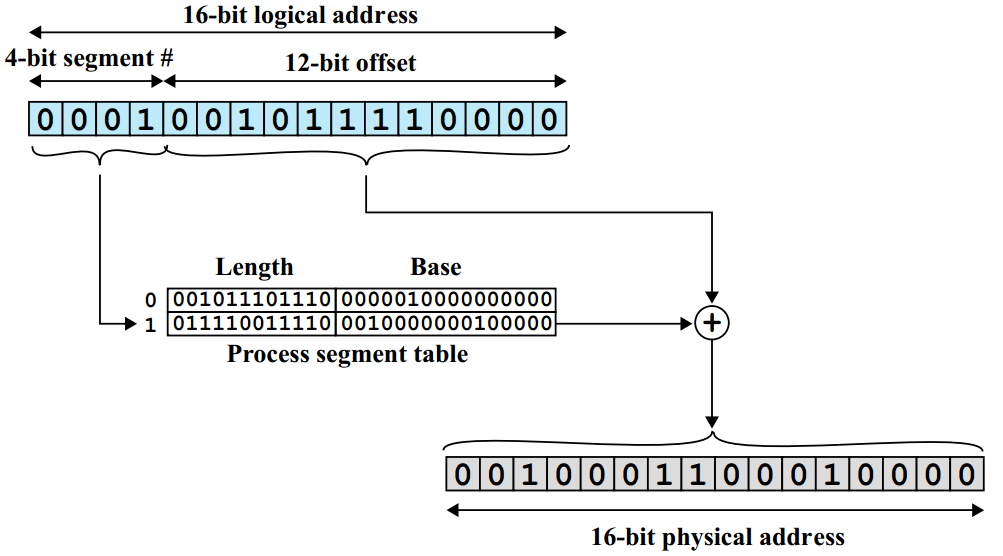 16-bit logical address
4-bit segment #
12-bit offset
0 0 0 1 0 0 1 0 1 1 1 1 0 0 0 0
Length
Base
0 001011101110 0000010000000000
1 011110011110 0010000000100000
+
Process segment table
0 0 1 0 0 0 1 1 0 0 0 1 0 0 0 0
16-bit physical address